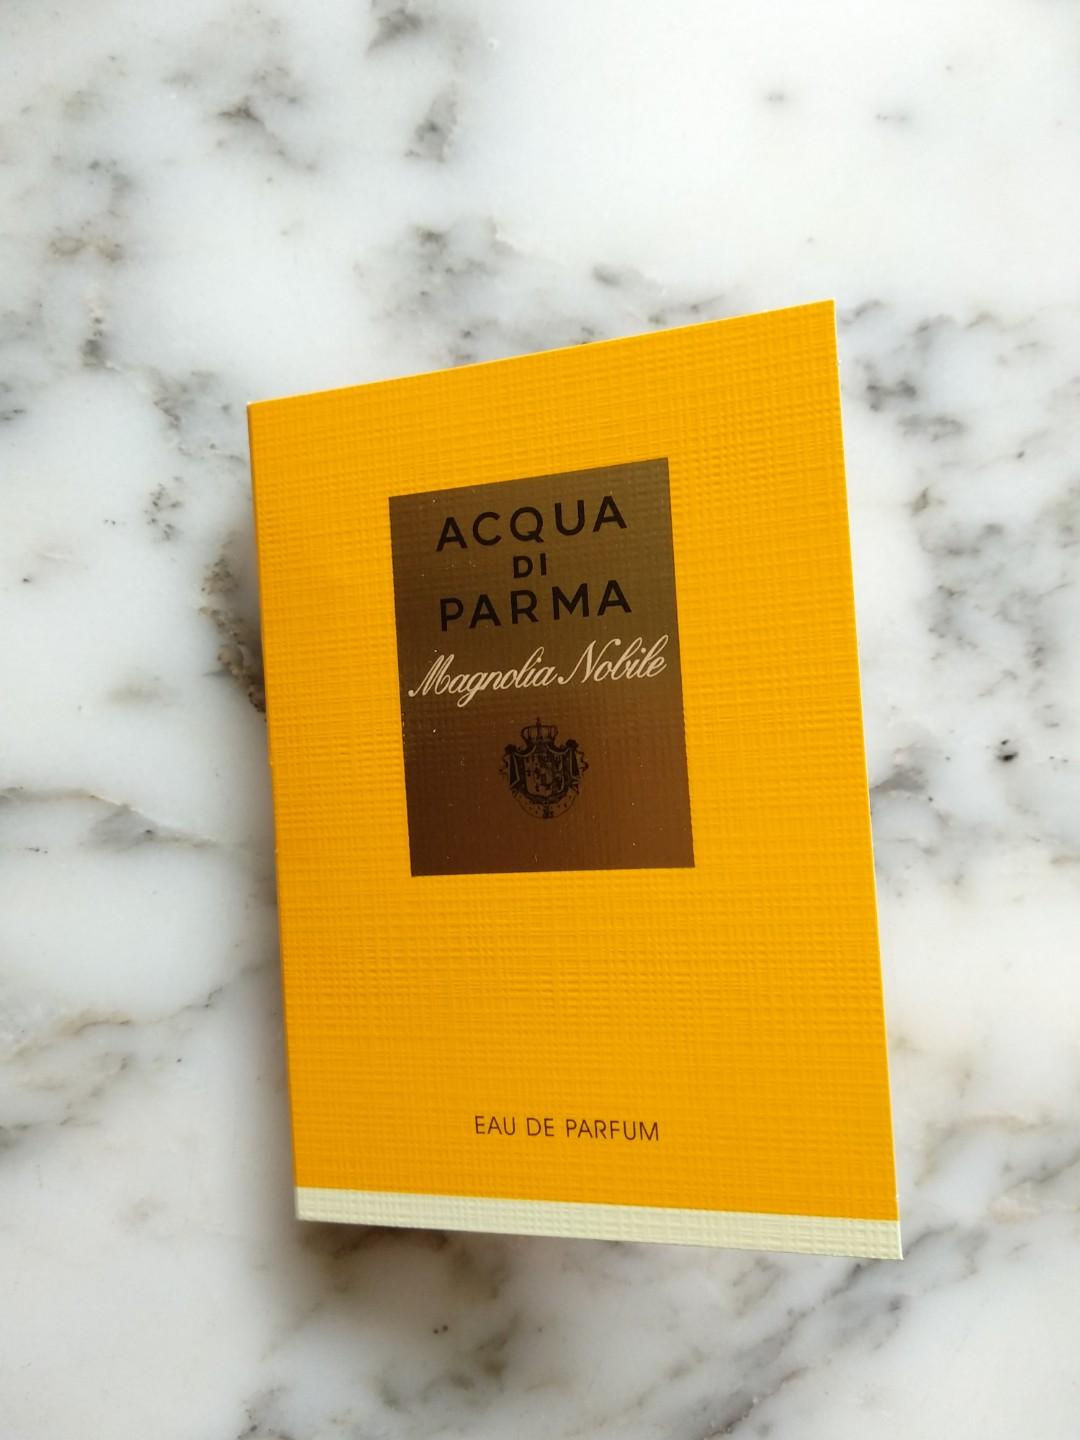 ACQUA
DI
PARMA
Magnolia Nobile
EAU DE PARFUM